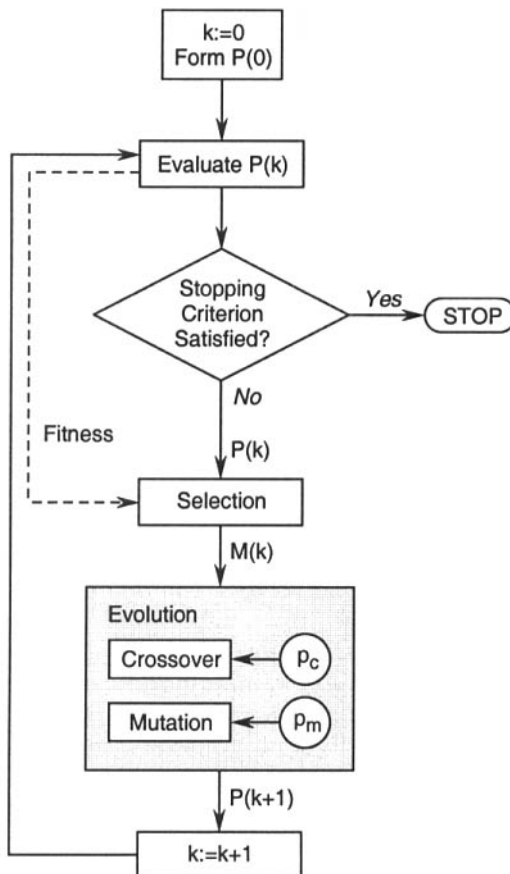 k:=0
Form P(0)
Evaluate P(k)
Stopping
Criterion
Satisfied?
Yes
STOP
No
Fitness
P(k)
Selection
M(k)
Evolution
Crossover
p_c
Mutation
p_m
P(k+1)
k:=k+1